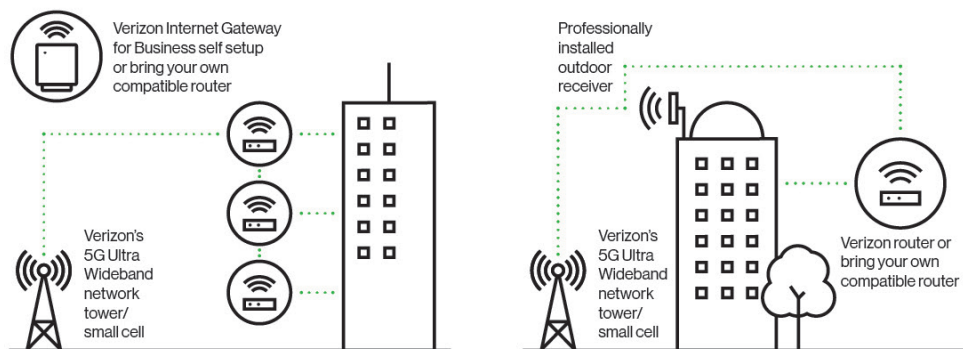 Verizon Internet Gateway
for Business self setup
or bring your own
compatible router
Verizon's
5G Ultra
Wideband
network
tower/
small cell
Professionally
installed
outdoor
receiver
Verizon's
5G Ultra
Wideband
network
tower/
small cell
Verizon router or
bring your own
compatible router